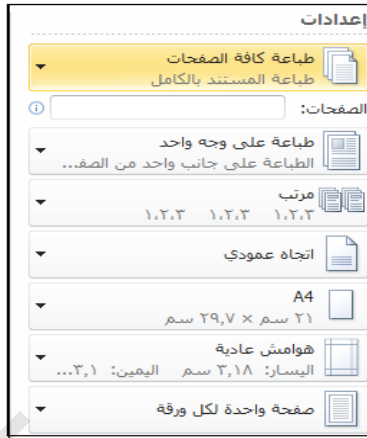 إعدادات
طباعة كافة الصفحات
طباعة المستند بالكامل
الصفحات:
طباعة على وجه واحد
الطباعة على جانب واحد من الصف...
مرتب
١،٢،٣ ١،٢،٣ ١،٢،٣
اتجاه عمودي
A4
٢١ سم × ٢٩,٧ سم
هوامش عادية
اليسار: ٣,١٨ سم اليمين: ٣,١...
صفحة واحدة لكل ورقة